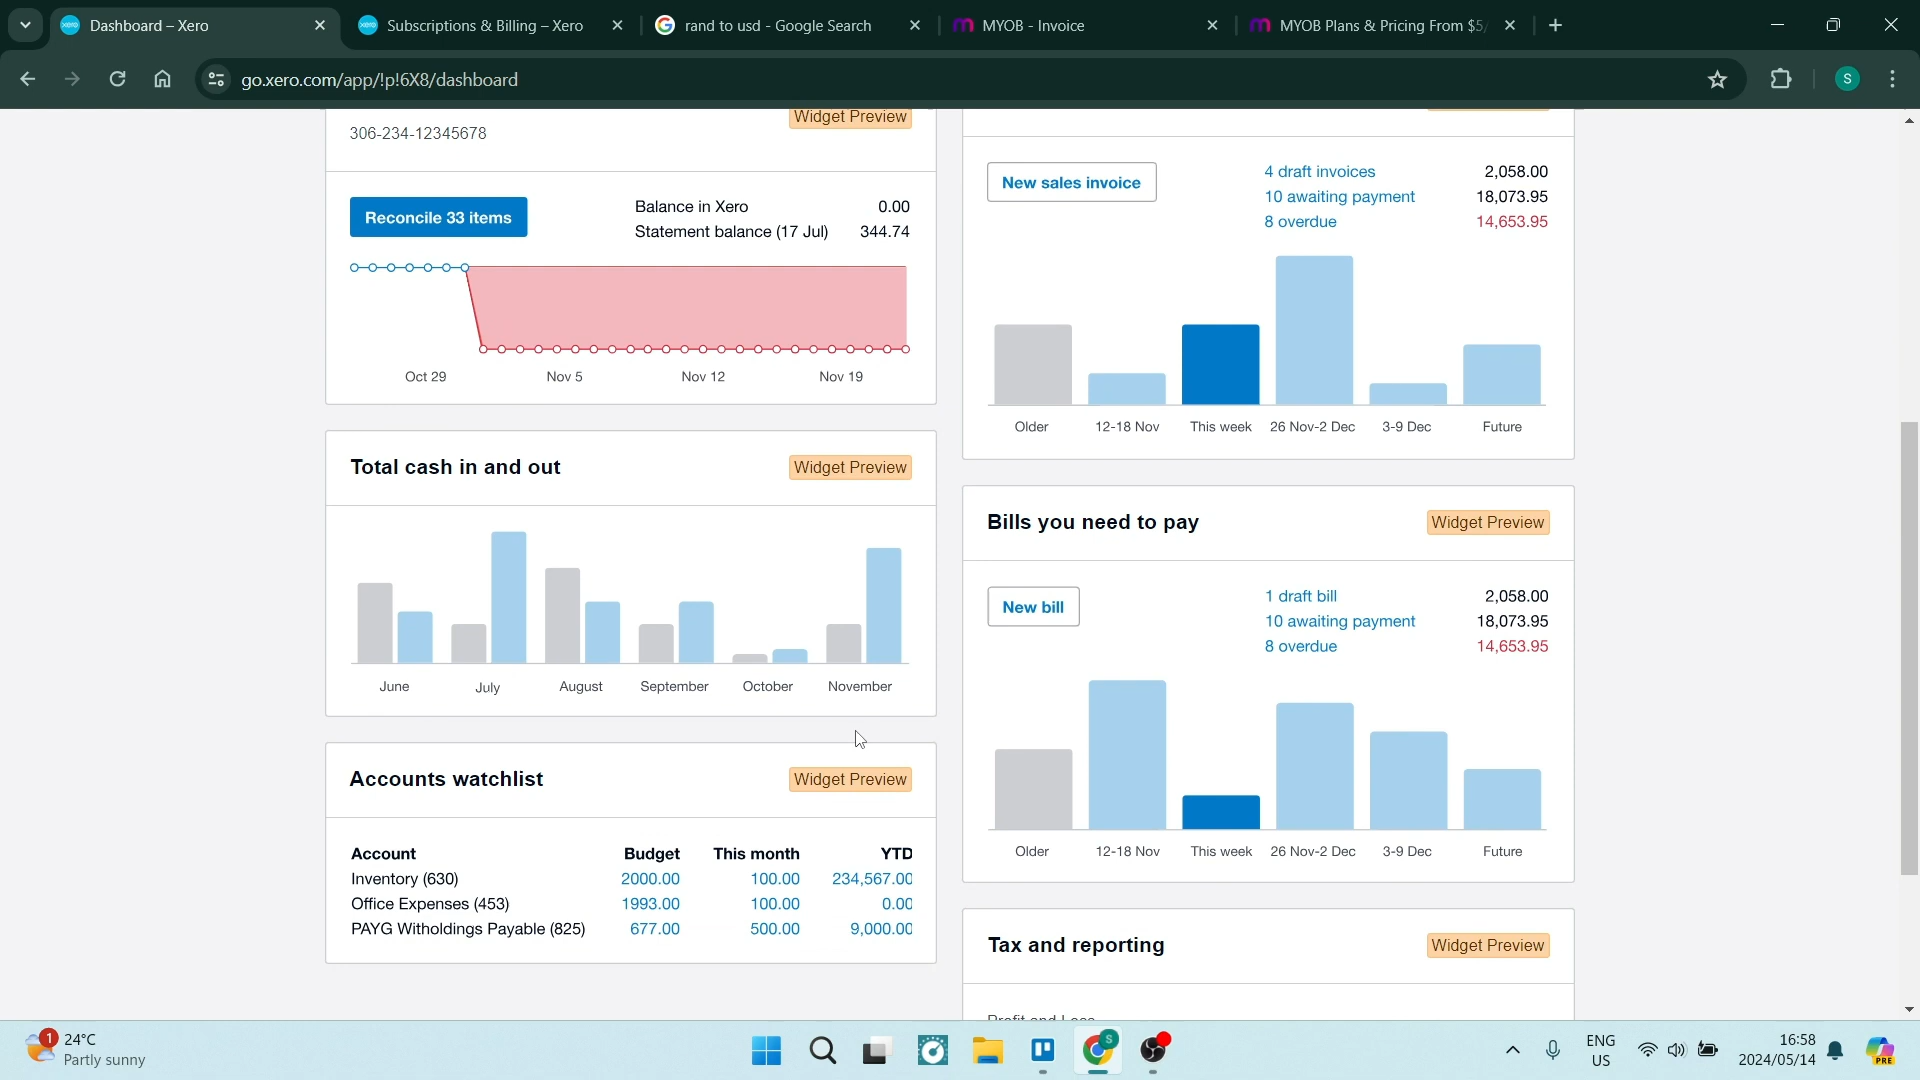 Dashboard – Xero
Subscriptions & Billing – Xero
rand to usd - Google Search
MYOB - Invoice
MYOB Plans & Pricing From $5/
go.xero.com/app/!p!6X8/dashboard
S
306-234-12345678
Widget Preview
Reconcile 33 items
Balance in Xero 0.00
Statement balance (17 Jul) 344.74
Oct 29 Nov 5 Nov 12 Nov 19
New sales invoice
4 draft invoices 2,058.00
10 awaiting payment 18,073.95
8 overdue 14,653.95
Older 12-18 Nov This week 26 Nov-2 Dec 3-9 Dec Future
Total cash in and out
Widget Preview
June July August September October November
Bills you need to pay
Widget Preview
New bill
1 draft bill 2,058.00
10 awaiting payment 18,073.95
8 overdue 14,653.95
Older 12-18 Nov This week 26 Nov-2 Dec 3-9 Dec Future
Accounts watchlist
Widget Preview
Account Budget This month YTD
Inventory (630) 2000.00 100.00 234,567.00
Office Expenses (453) 1993.00 100.00 0.00
PAYG Witholdings Payable (825) 677.00 500.00 9,000.00
Tax and reporting
Widget Preview
Profit and Loss
1
24°C
Partly sunny
S
ENG
US
16:58
2024/05/14
PRE